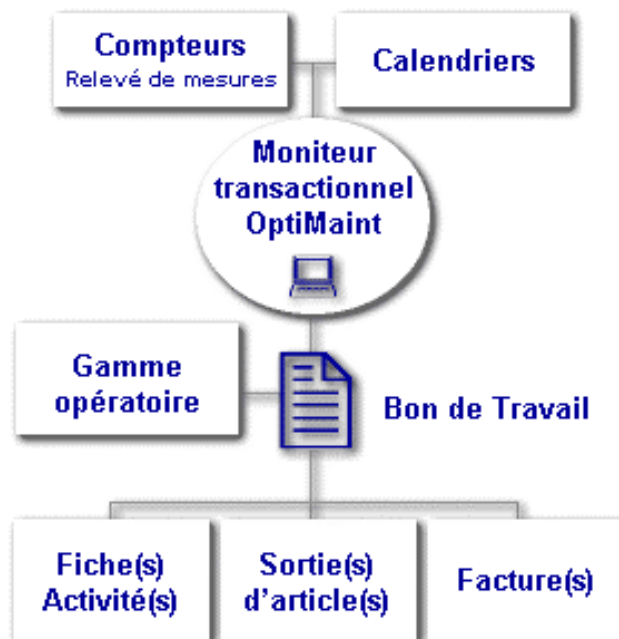 Compteurs
Relevé de mesures
Calendriers
Moniteur
transactionnel
OptiMaint
Gamme
opératoire
Bon de Travail
Fiche(s)
Activité(s)
Sortie(s)
d'article(s)
Facture(s)